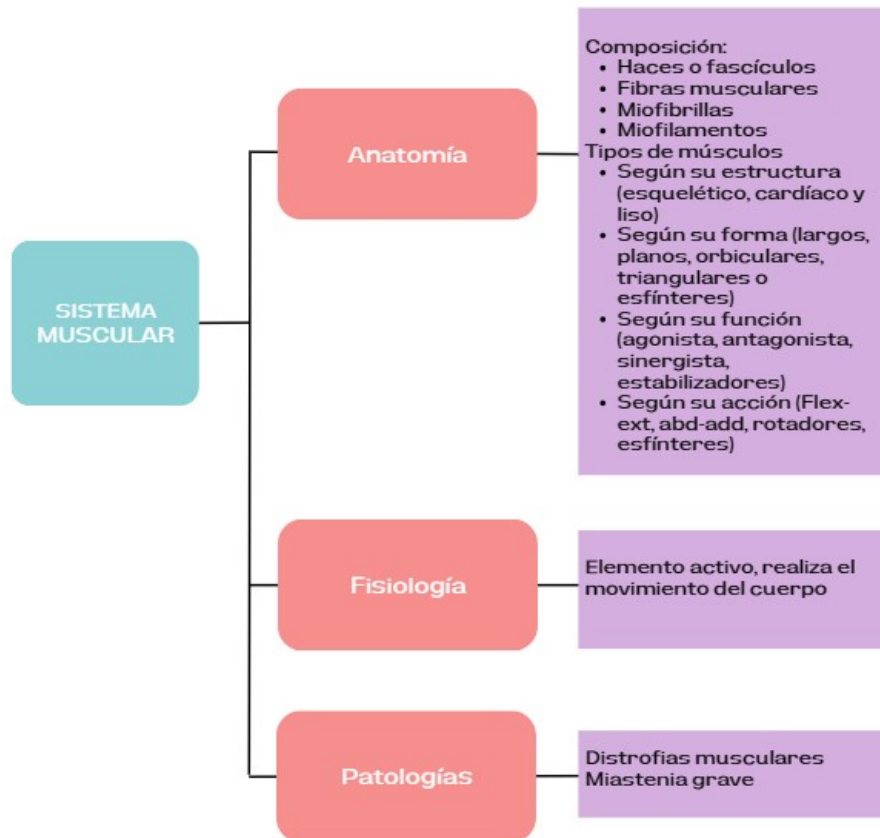 SISTEMA
MUSCULAR
Anatomía
Composición:
• Haces o fascículos
• Fibras musculares
• Miofibrillas
• Miofilamentos
Tipos de músculos
• Según su estructura
(esquelético, cardíaco y
liso)
• Según su forma (largos,
planos, orbiculares,
triangulares o
esfínteres)
• Según su función
(agonista, antagonista,
sinergista,
estabilizadores)
• Según su acción (Flex-
ext, abd-add, rotadores,
esfínteres)
Fisiología
Elemento activo, realiza el
movimiento del cuerpo
Patologías
Distrofias musculares
Miastenia grave